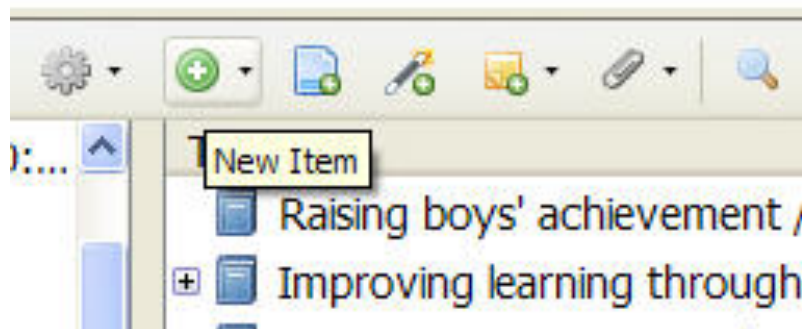 ):...
New Item
Raising boys' achievement /
Improving learning through